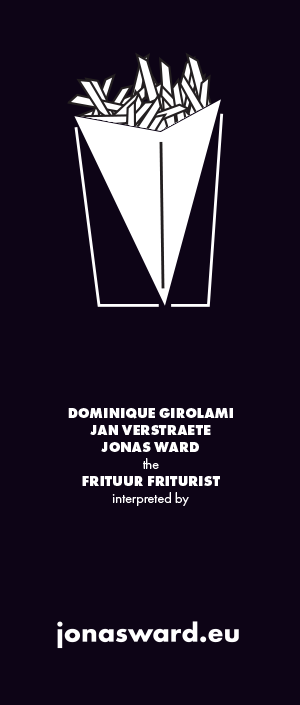 DOMINIQUE GIROLAMI
JAN VERSTRAETE
JONAS WARD
the
FRITUUR FRITURIST
interpreted by
jonasward.eu